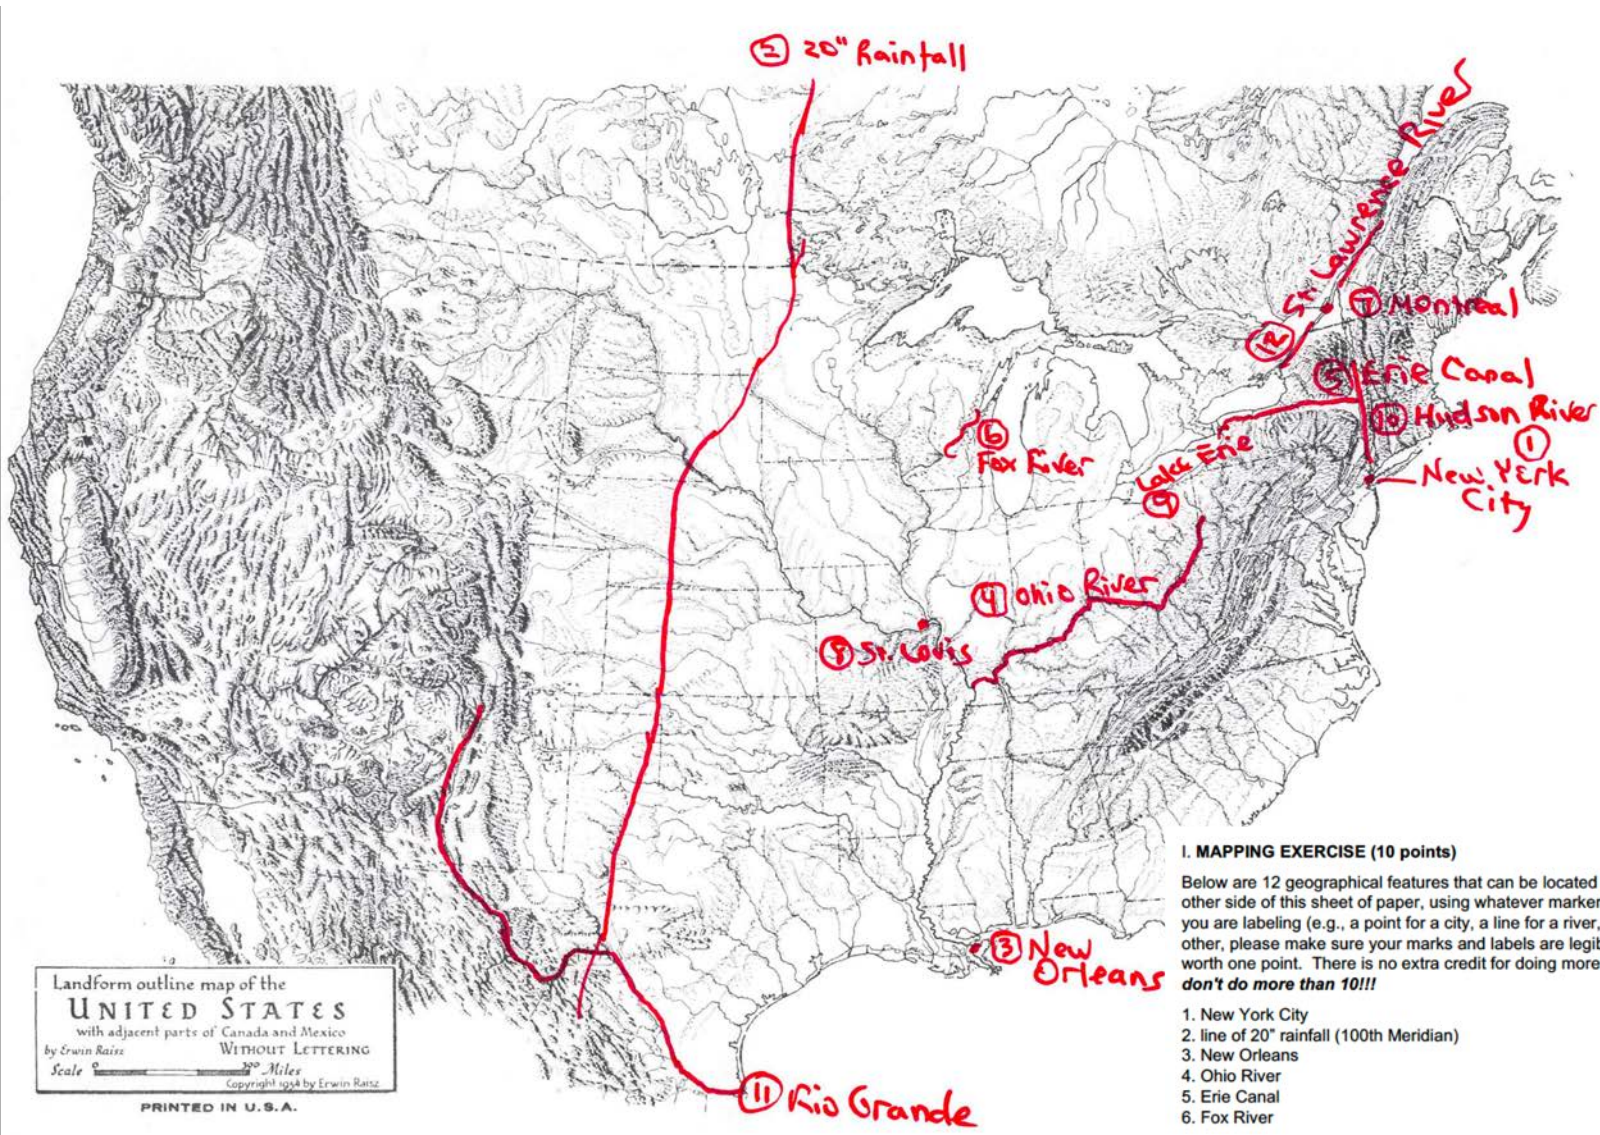 ② 20" Rainfall
⑫ St. Lawrence River
⑦ Montreal
⑤ Erie Canal
⑩ Hudson River
①
New York
City
⑥
Fox River
Lake Erie
⑨
④ Ohio River
⑧ St. Louis
③ New
Orleans
⑪ Rio Grande
Landform outline map of the
UNITED STATES
with adjacent parts of Canada and Mexico
by Erwin Raisz WITHOUT LETTERING
Scale 0 300 Miles
Copyright 1954 by Erwin Raisz
PRINTED IN U.S.A.
I. MAPPING EXERCISE (10 points)
Below are 12 geographical features that can be located
other side of this sheet of paper, using whatever marker
you are labeling (e.g., a point for a city, a line for a river,
other, please make sure your marks and labels are legib
worth one point. There is no extra credit for doing more
don't do more than 10!!!
1. New York City
2. line of 20" rainfall (100th Meridian)
3. New Orleans
4. Ohio River
5. Erie Canal
6. Fox River